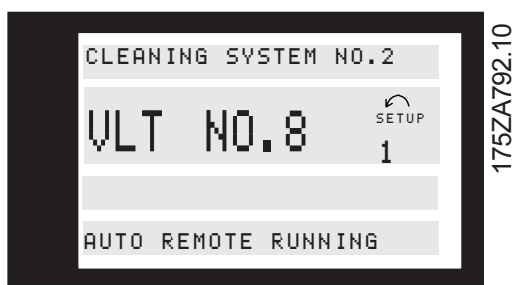 CLEANING SYSTEM NO.2
VLT NO.8
SETUP
1
AUTO REMOTE RUNNING
175ZA792.10